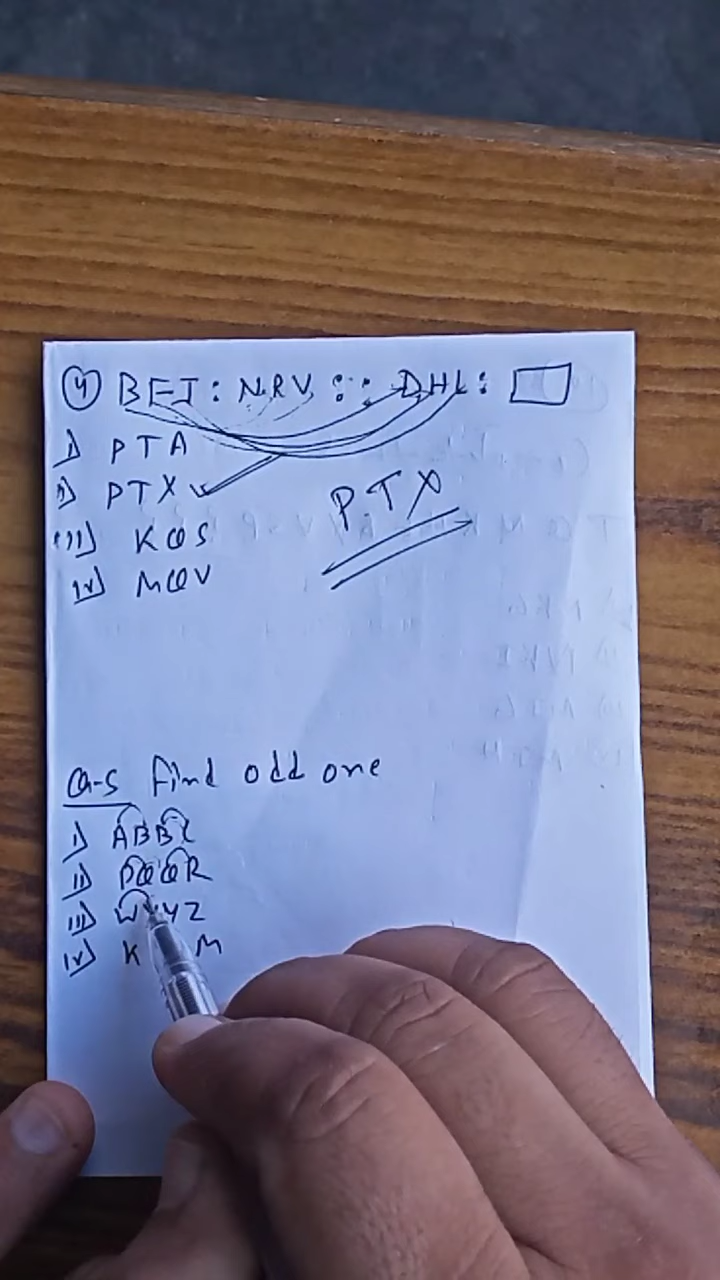 ④ BFJ : NRV :: DHL :
i) PTA
ii) PTX
iii) KOS
iv) MQV
PTX
Q-5 Find odd one
i) ABBC
ii) PQQR
iii) W YZ
iv) K M